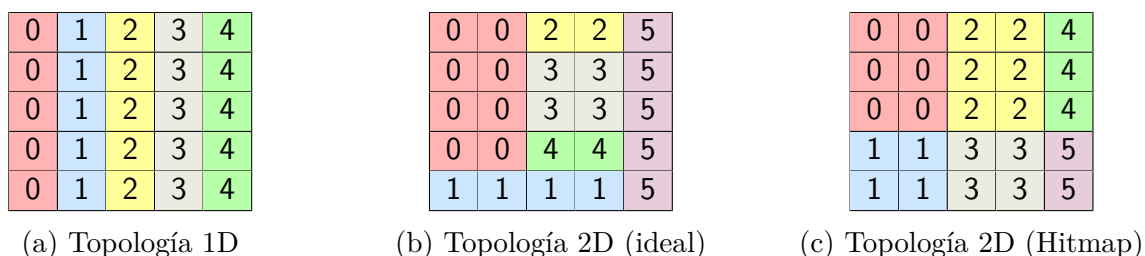 0 1 2 3 4
0 1 2 3 4
0 1 2 3 4
0 1 2 3 4
0 1 2 3 4
(a) Topología 1D
0 0 2 2 5
0 0 3 3 5
0 0 3 3 5
0 0 4 4 5
1 1 1 1 5
(b) Topología 2D (ideal)
0 0 2 2 4
0 0 2 2 4
0 0 2 2 4
1 1 3 3 5
1 1 3 3 5
(c) Topología 2D (Hitmap)